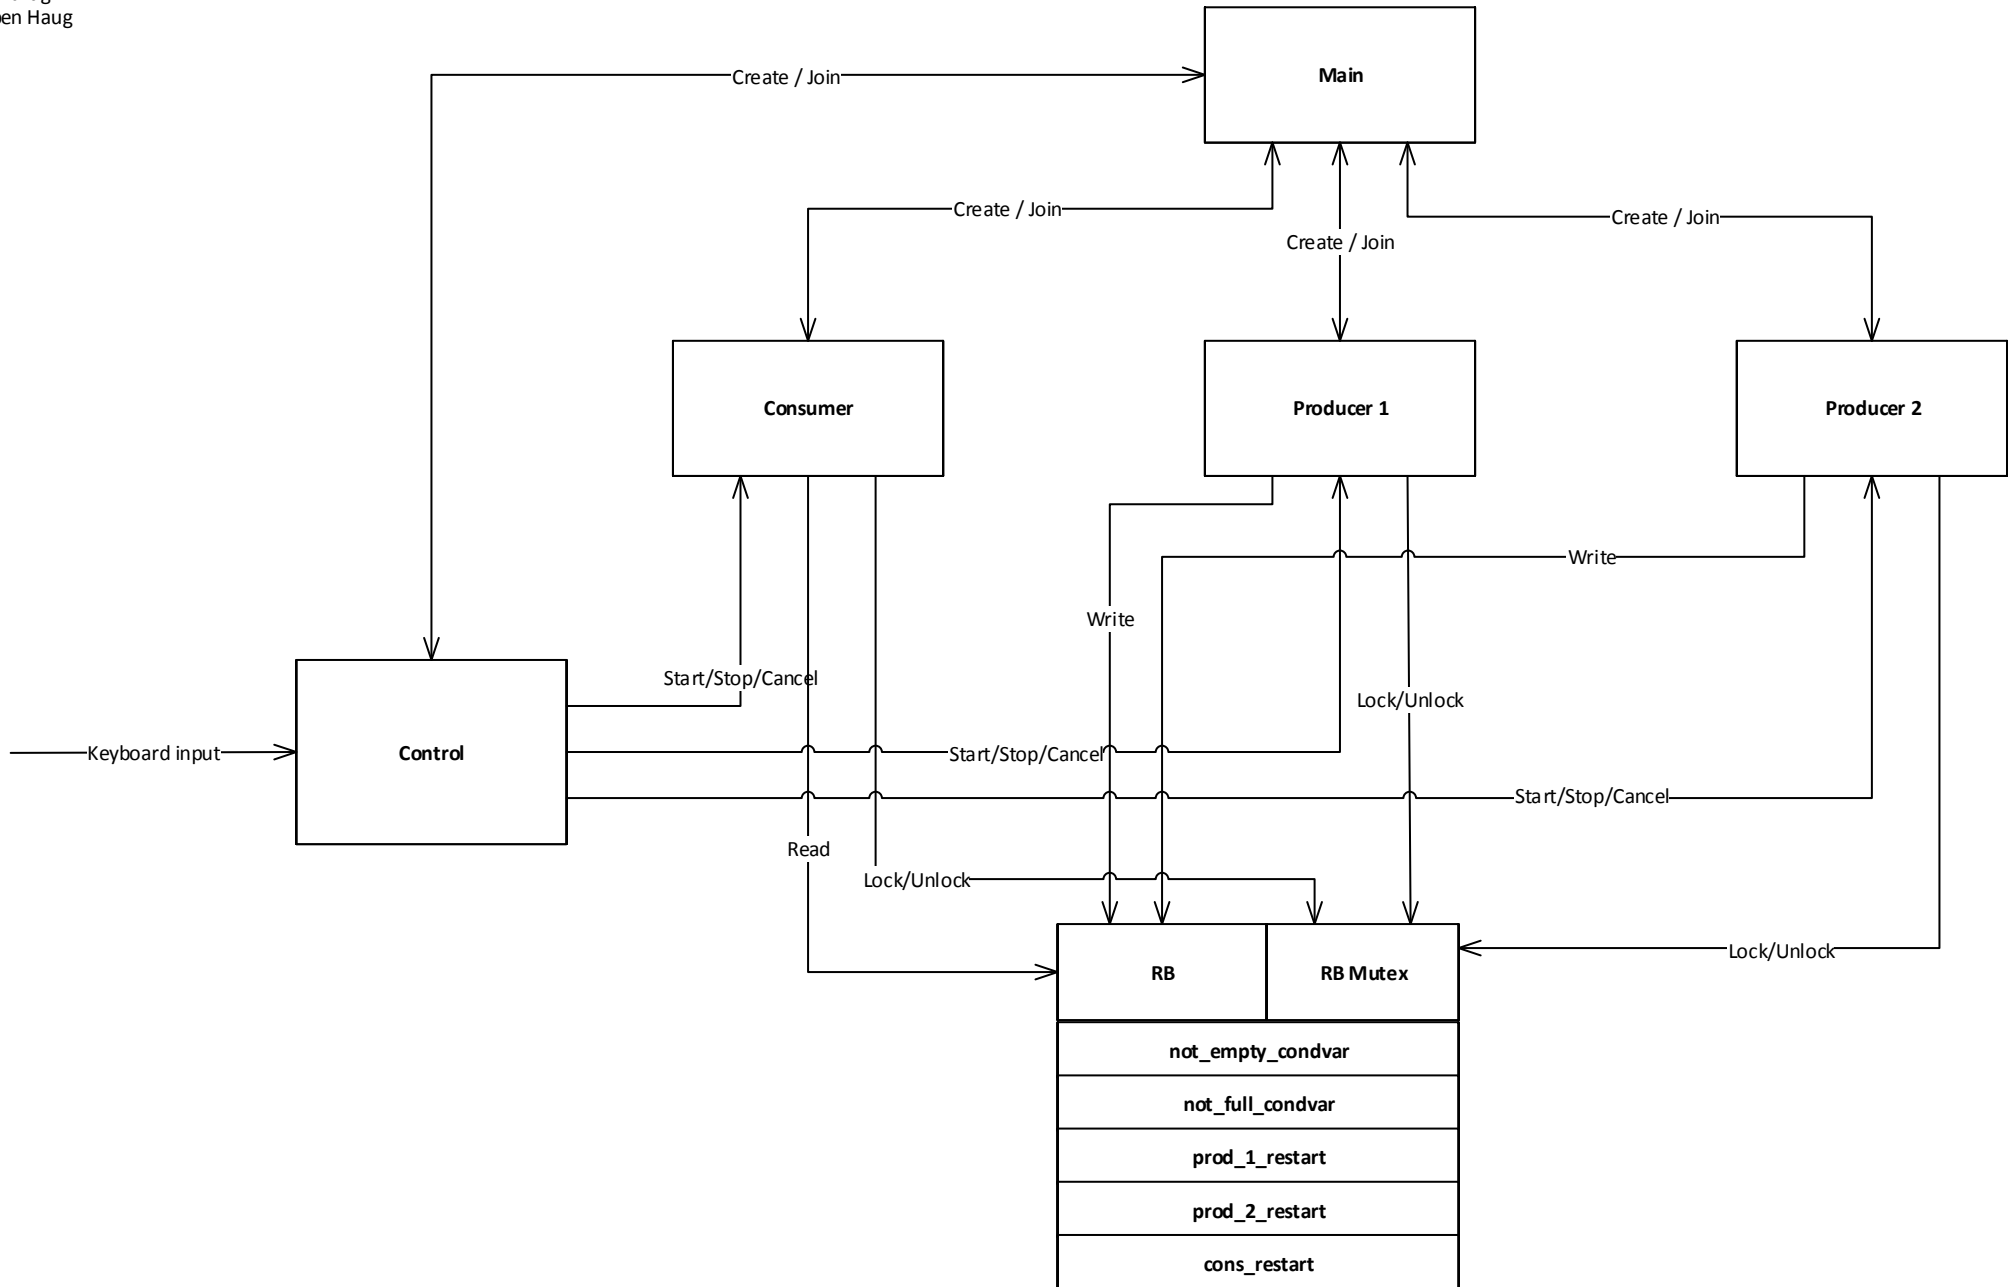 Haug
Main
Create / Join
Create / Join
Create / Join
Create / Join
Consumer
Producer 1
Producer 2
Write
Write
Start/Stop/Cancel
Lock/Unlock
Keyboard input
Control
Start/Stop/Cancel
Start/Stop/Cancel
Read
Lock/Unlock
Lock/Unlock
RB
RB Mutex
not_empty_condvar
not_full_condvar
prod_1_restart
prod_2_restart
cons_restart